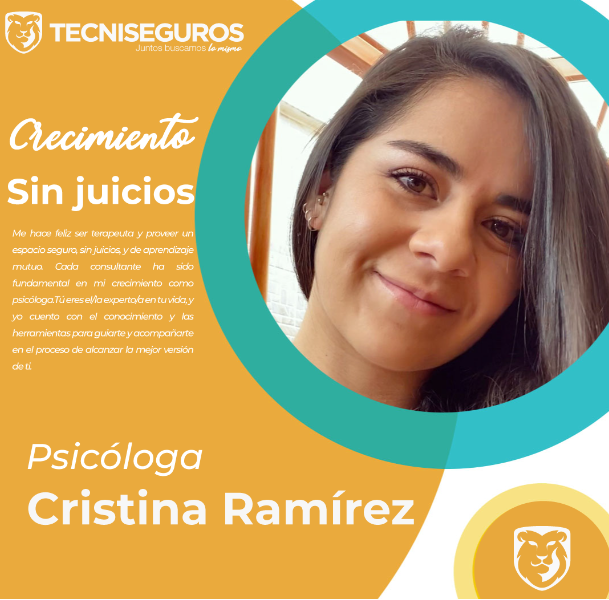 TECNISEGUROS
Juntos buscamos lo mismo
Crecimiento
Sin juicios
Me hace feliz ser terapeuta y proveer un
espacio seguro, sin juicios, y de aprendizaje
mutuo. Cada consultante ha sido
fundamental en mi crecimiento como
psicóloga.Tú eres el/la experto/a en tu vida, y
yo cuento con el conocimiento y las
herramientas para guiarte y acompañarte
en el proceso de alcanzar la mejor versión
de tí.
Psicóloga
Cristina Ramírez